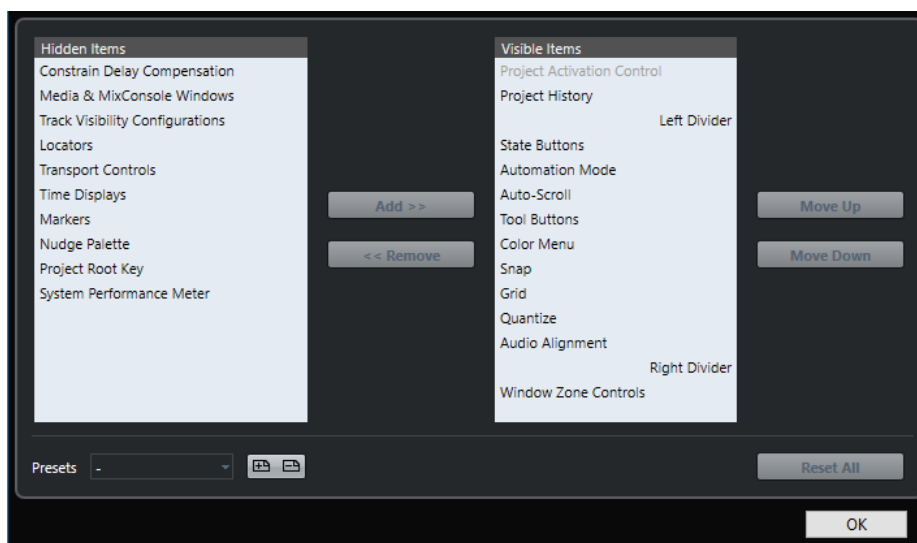 Hidden Items
Constrain Delay Compensation
Media & MixConsole Windows
Track Visibility Configurations
Locators
Transport Controls
Time Displays
Markers
Nudge Palette
Project Root Key
System Performance Meter
Add >>
<< Remove
Visible Items
Project Activation Control
Project History
Left Divider
State Buttons
Automation Mode
Auto-Scroll
Tool Buttons
Color Menu
Snap
Grid
Quantize
Audio Alignment
Right Divider
Window Zone Controls
Move Up
Move Down
Presets -
Reset All
OK